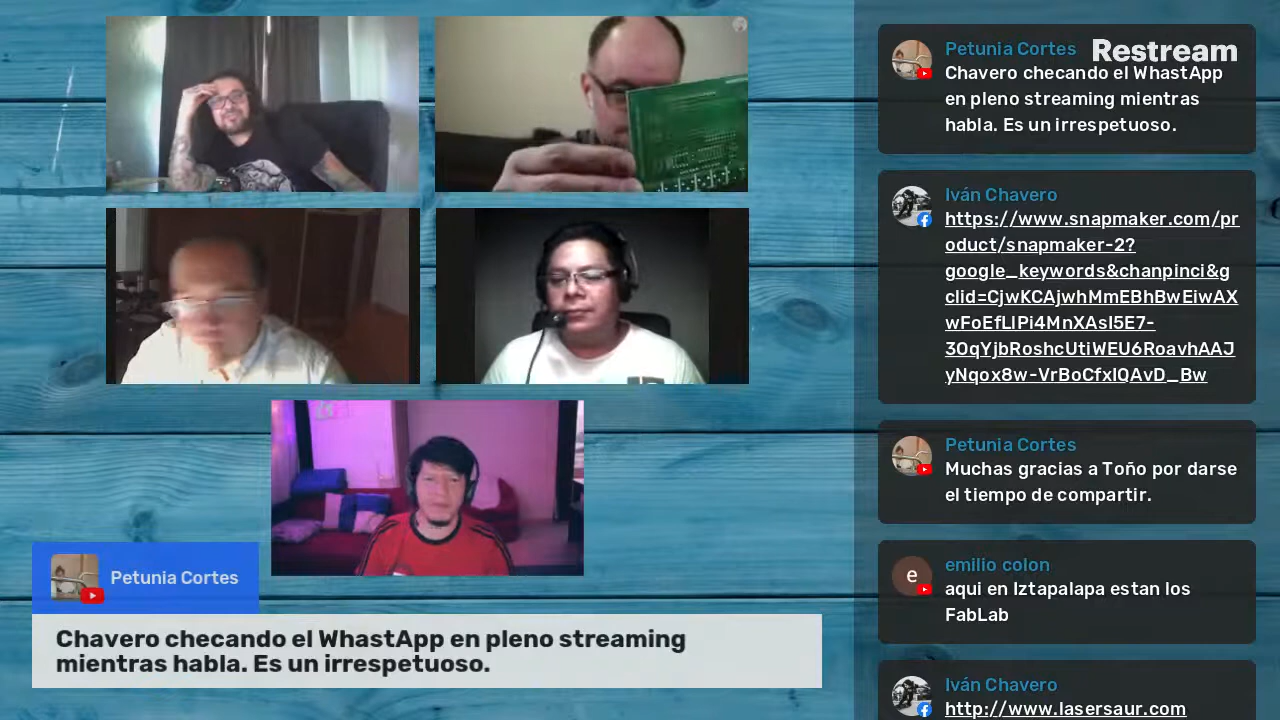 Petunia Cortes
Restream
Chavero checando el WhastApp
en pleno streaming mientras
habla. Es un irrespetuoso.
Iván Chavero
https://www.snapmaker.com/pr
oduct/snapmaker-2?
google_keywords&chanpinci&g
clid=CjwKCAjwhMmEBhBwEiwAX
wFoEfLlPi4MnXAsI5E7-
3OqYjbRoshcUtiWEU6RoavhAAJ
yNqox8w-VrBoCfxIQAvD_Bw
Petunia Cortes
Muchas gracias a Toño por darse
el tiempo de compartir.
emilio colon
e
aqui en Iztapalapa estan los
FabLab
Iván Chavero
http://www.lasersaur.com
Petunia Cortes
Chavero checando el WhastApp en pleno streaming
mientras habla. Es un irrespetuoso.